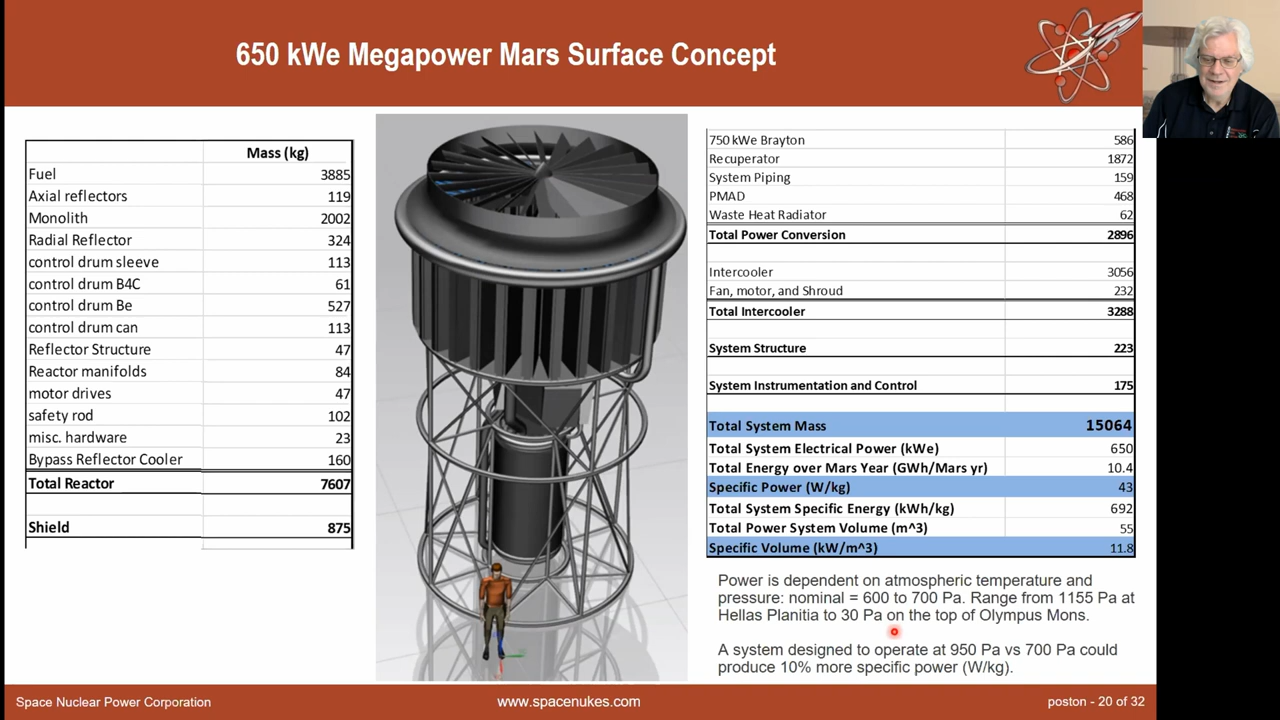 650 kWe Megapower Mars Surface Concept
Mass (kg)
Fuel 3885
Axial reflectors 119
Monolith 2002
Radial Reflector 324
control drum sleeve 113
control drum B4C 61
control drum Be 527
control drum can 113
Reflector Structure 47
Reactor manifolds 84
motor drives 47
safety rod 102
misc. hardware 23
Bypass Reflector Cooler 160
Total Reactor 7607
Shield 875
750 kWe Brayton 586
Recuperator 1872
System Piping 159
PMAD 468
Waste Heat Radiator 62
Total Power Conversion 2896
Intercooler 3056
Fan, motor, and Shroud 232
Total Intercooler 3288
System Structure 223
System Instrumentation and Control 175
Total System Mass 15064
Total System Electrical Power (kWe) 650
Total Energy over Mars Year (GWh/Mars yr) 10.4
Specific Power (W/kg) 43
Total System Specific Energy (kWh/kg) 692
Total Power System Volume (m^3) 55
Specific Volume (kW/m^3) 11.8
Power is dependent on atmospheric temperature and
pressure: nominal = 600 to 700 Pa. Range from 1155 Pa at
Hellas Planitia to 30 Pa on the top of Olympus Mons.
A system designed to operate at 950 Pa vs 700 Pa could
produce 10% more specific power (W/kg).
Space Nuclear Power Corporation
www.spacenukes.com
poston - 20 of 32